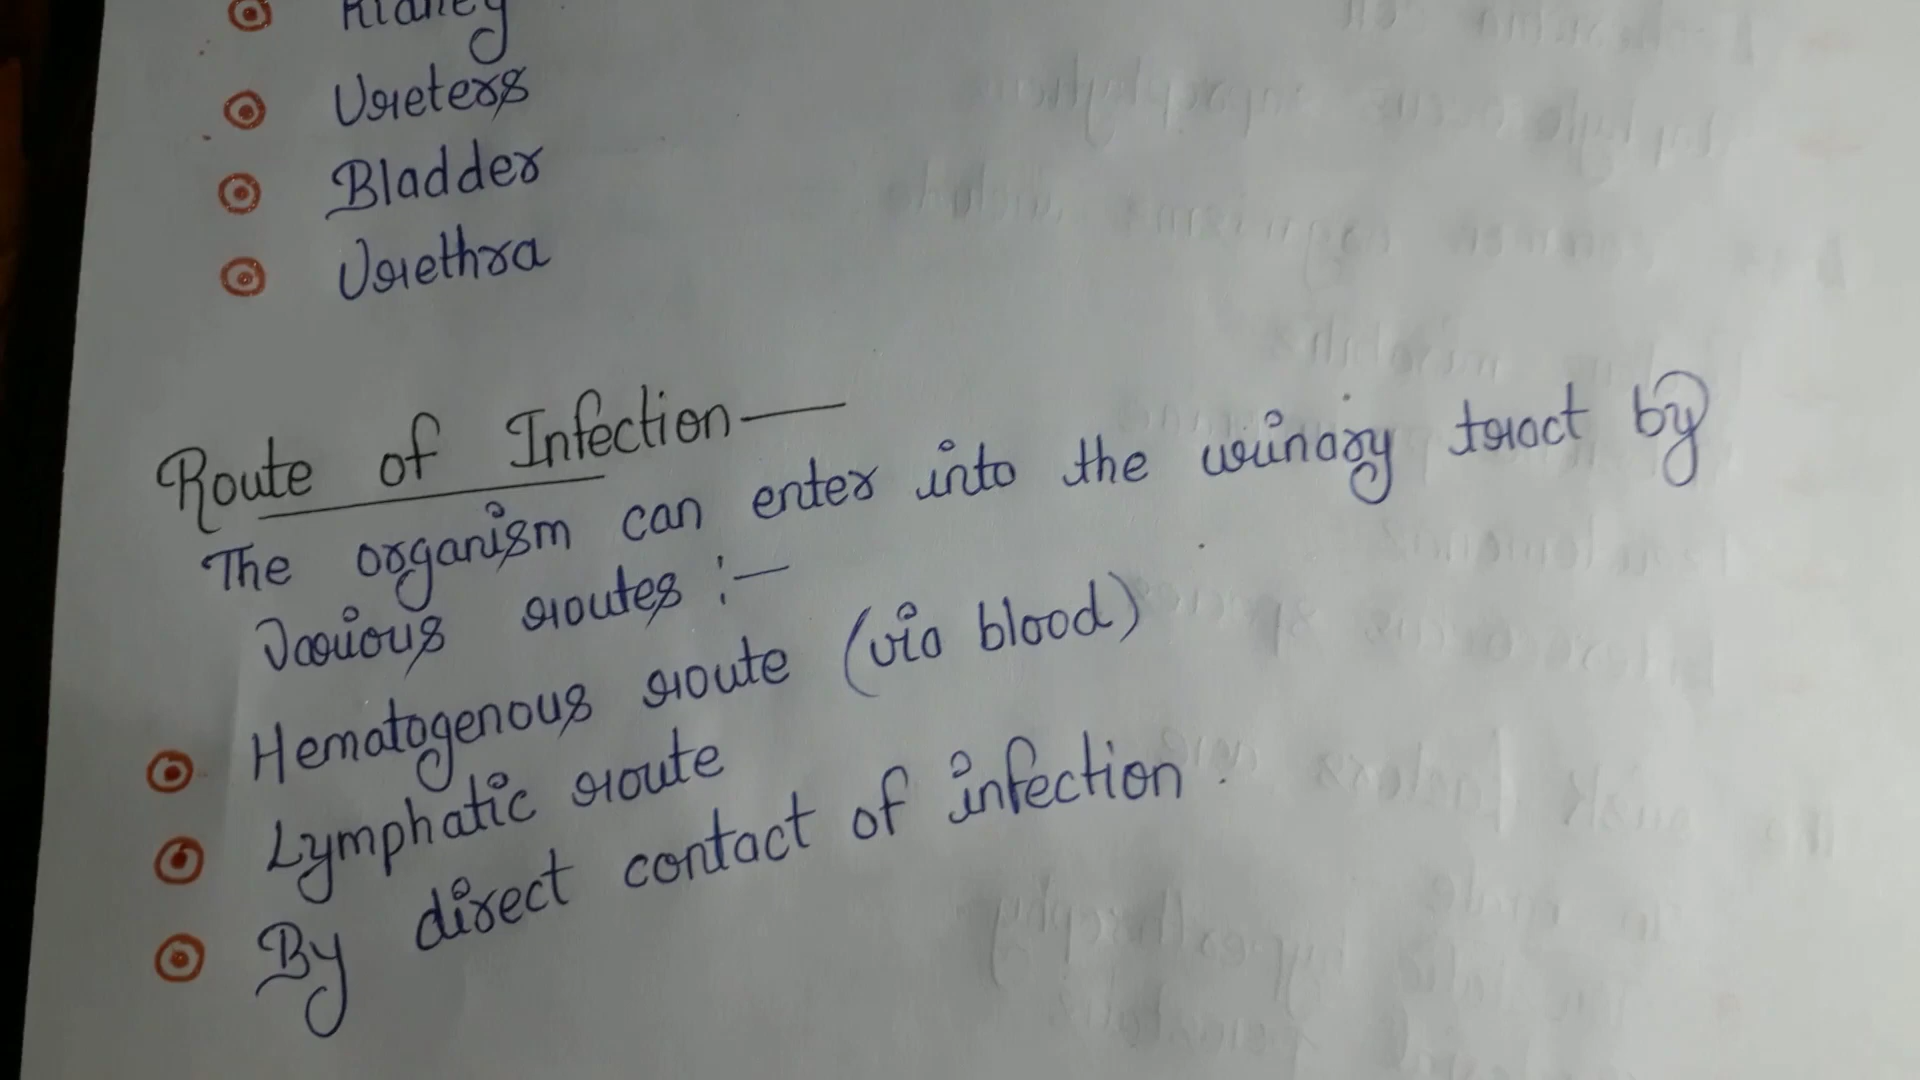 Kidney
Ureters
Bladder
Urethra
Route of Infection—
The organism can enter into the urinary tract by
Various routes :—
Hematogenous route (via blood)
Lymphatic route
By direct contact of infection.